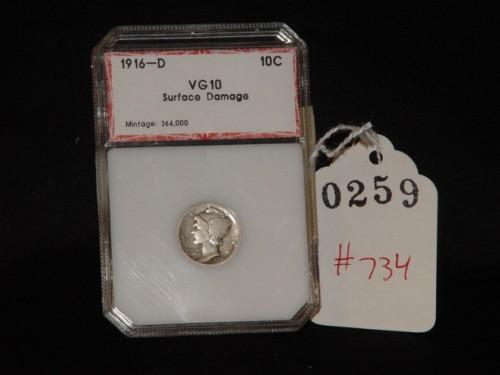 1916-D 10C
VG10
Surface Damage
Mintage: 264,000
0259
#734